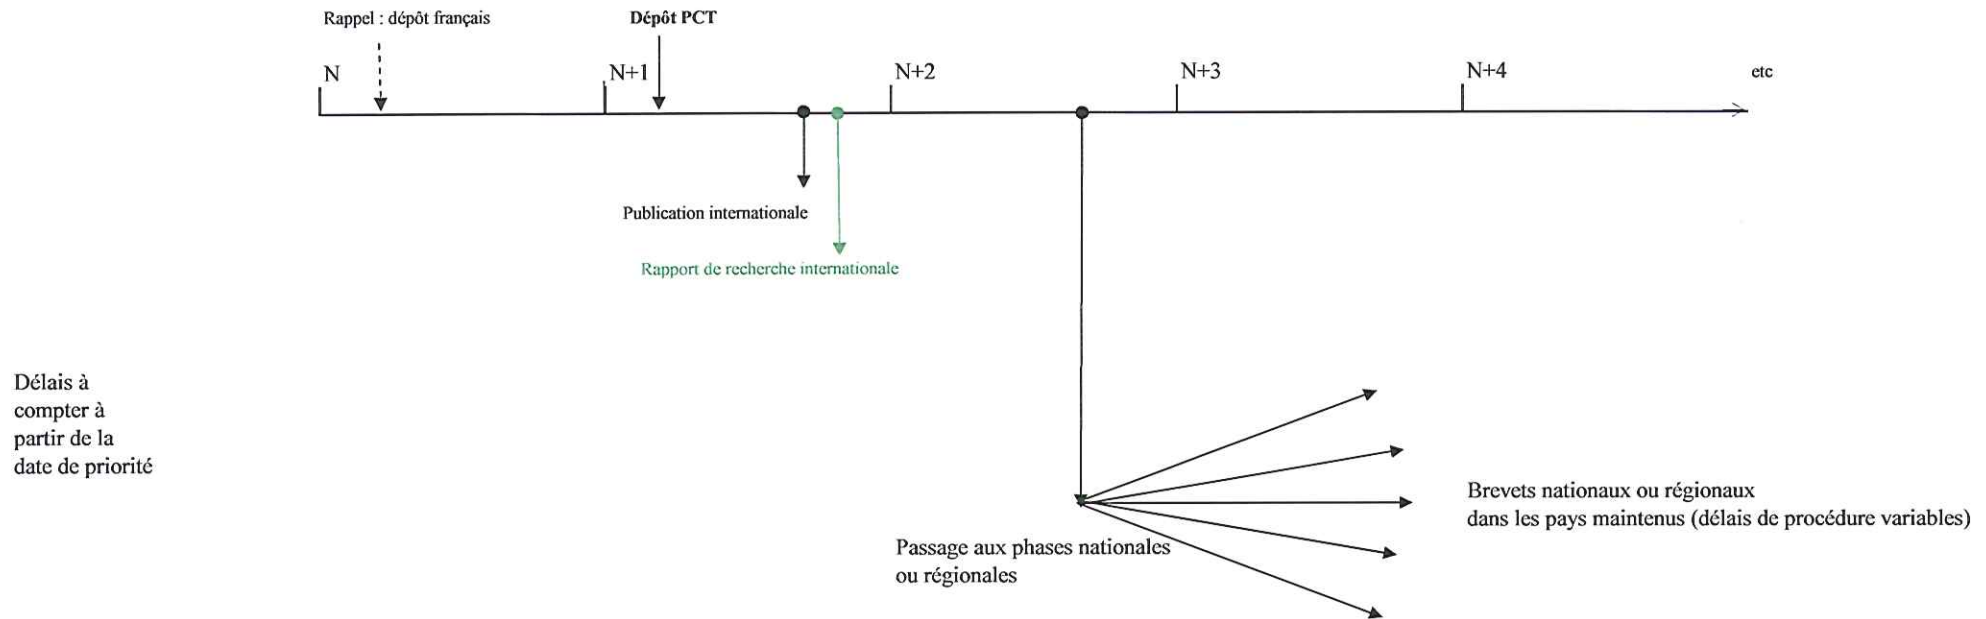 Rappel : dépôt français
Dépôt PCT
N
N+1
N+2
N+3
N+4
etc
Publication internationale
Rapport de recherche internationale
Délais à
compter à
partir de la
date de priorité
Brevets nationaux ou régionaux
dans les pays maintenus (délais de procédure variables)
Passage aux phases nationales
ou régionales